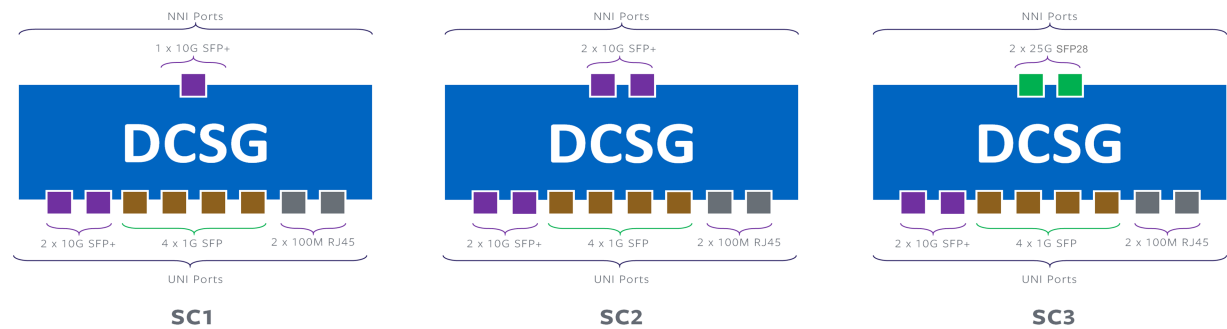 NNI Ports
1 x 10G SFP+
DCSG
2 x 10G SFP+
4 x 1G SFP
2 x 100M RJ45
UNI Ports
SC1
NNI Ports
2 x 10G SFP+
DCSG
2 x 10G SFP+
4 x 1G SFP
2 x 100M RJ45
UNI Ports
SC2
NNI Ports
2 x 25G SFP28
DCSG
2 x 10G SFP+
4 x 1G SFP
2 x 100M RJ45
UNI Ports
SC3